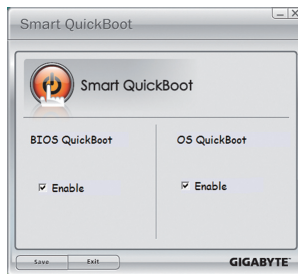 Smart QuickBoot
Smart QuickBoot
BIOS QuickBoot
OS QuickBoot
Enable
Enable
Save
Exit
GIGABYTE